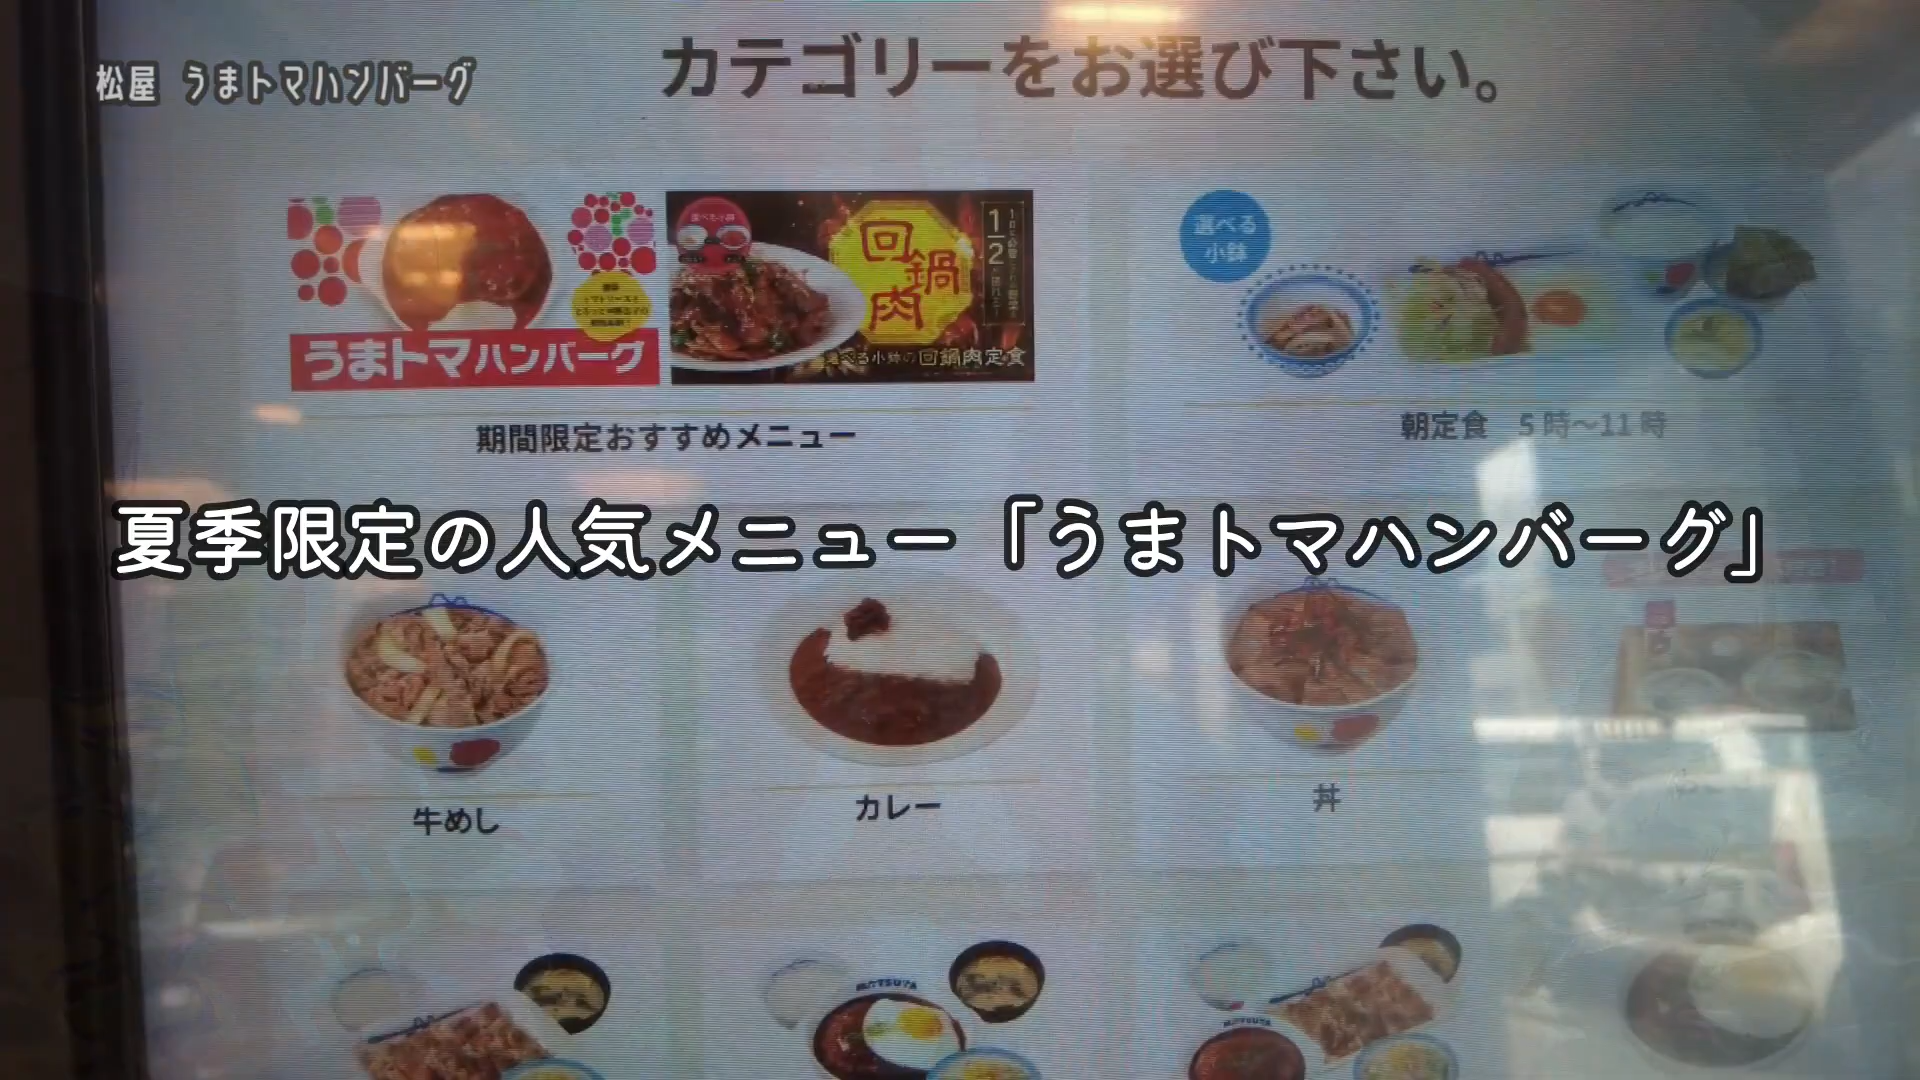 松屋 うまトマハンバーグ
カテゴリーをお選び下さい。
うまトマハンバーグ
回鍋肉
1/2
選べる小鉢の回鍋肉定食
選べる
小鉢
期間限定おすすめメニュー
朝定食 5時〜11時
夏季限定の人気メニュー「うまトマハンバーグ」
牛めし
カレー
丼
MATSUYA
MATSUYA